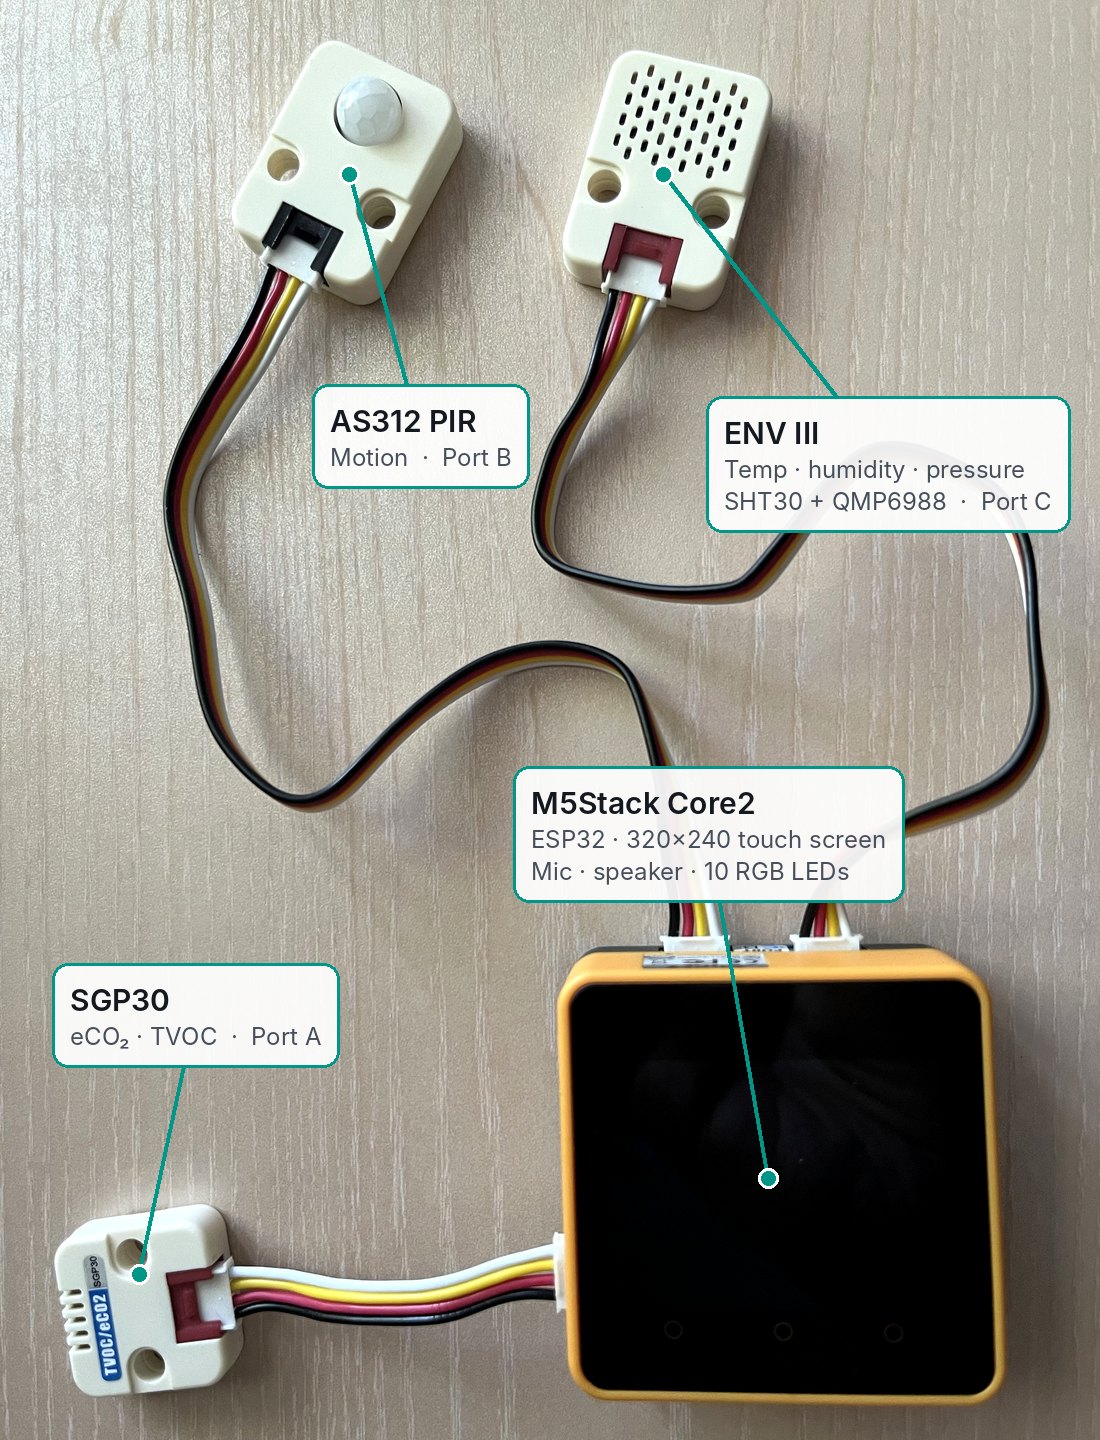 AS312 PIR
Motion · Port B
ENV III
Temp · humidity · pressure
SHT30 + QMP6988 · Port C
M5Stack Core2
ESP32 · 320×240 touch screen
Mic · speaker · 10 RGB LEDs
SGP30
eCO₂ · TVOC · Port A
TVOC/eCO2
SGP30